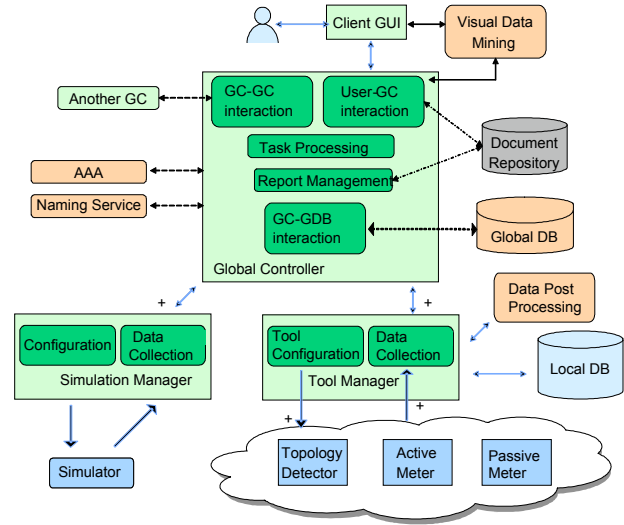 Client GUI
Visual Data
Mining
GC-GC
interaction
User-GC
interaction
Another GC
Task Processing
Document
Repository
AAA
Report Management
Naming Service
GC-GDB
interaction
Global DB
Global Controller
Data Post
Processing
+
+
Configuration
Data
Collection
Simulation Manager
Tool
Configuration
Data
Collection
Tool Manager
Local DB
+
+
Simulator
Topology
Detector
Active
Meter
Passive
Meter